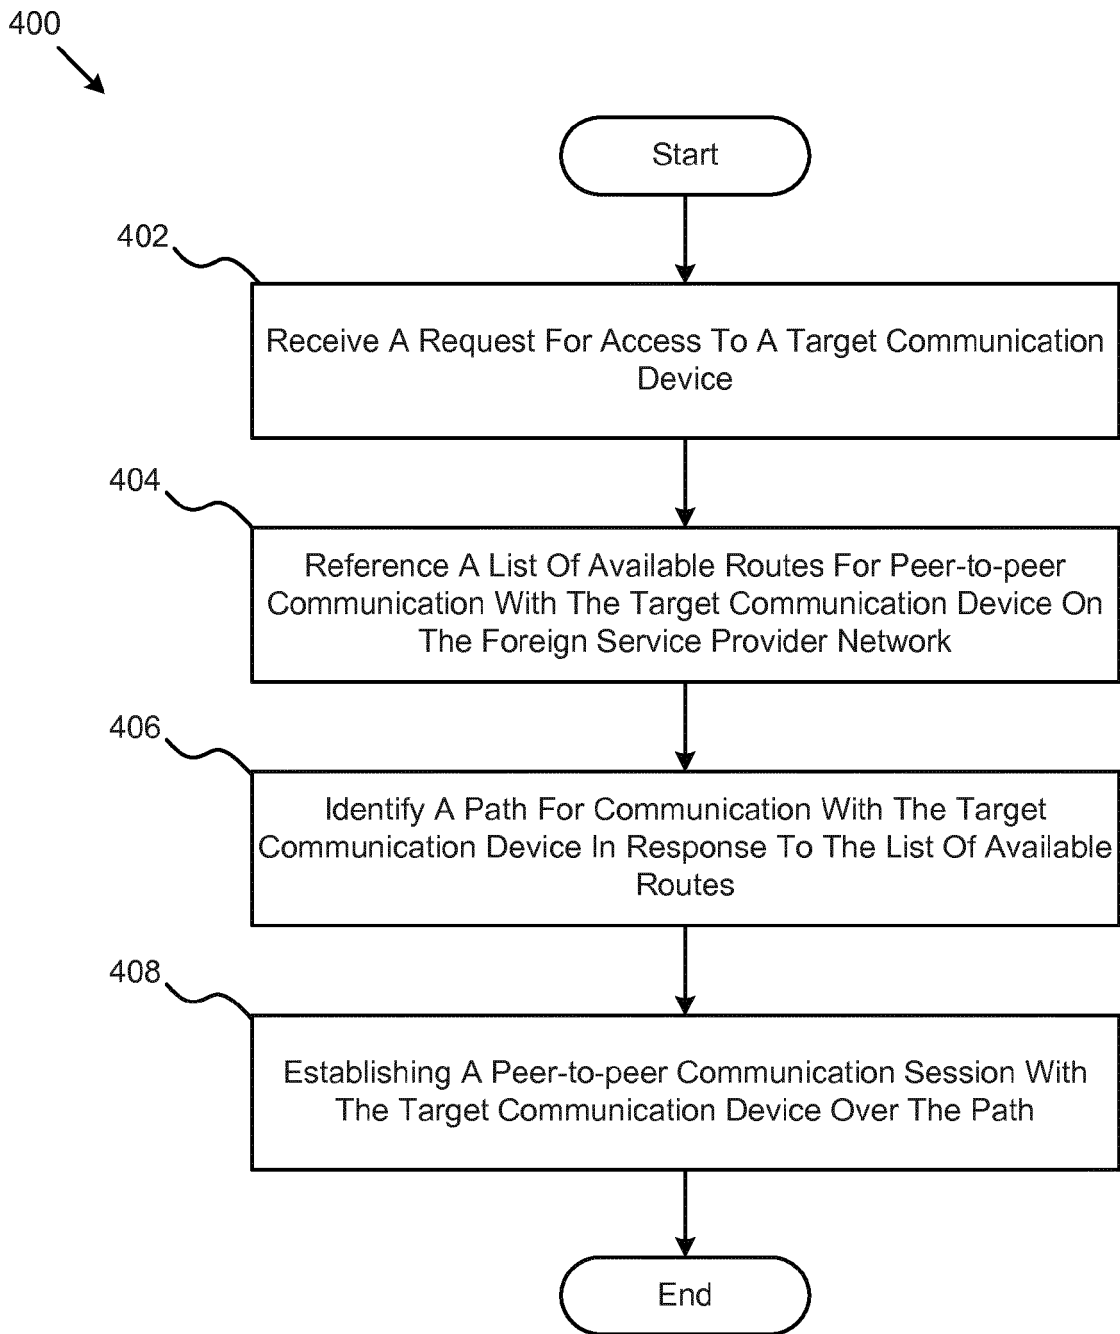 400
Start
402
Receive A Request For Access To A Target Communication
Device
404
Reference A List Of Available Routes For Peer-to-peer
Communication With The Target Communication Device On
The Foreign Service Provider Network
406
Identify A Path For Communication With The Target
Communication Device In Response To The List Of Available
Routes
408
Establishing A Peer-to-peer Communication Session With
The Target Communication Device Over The Path
End